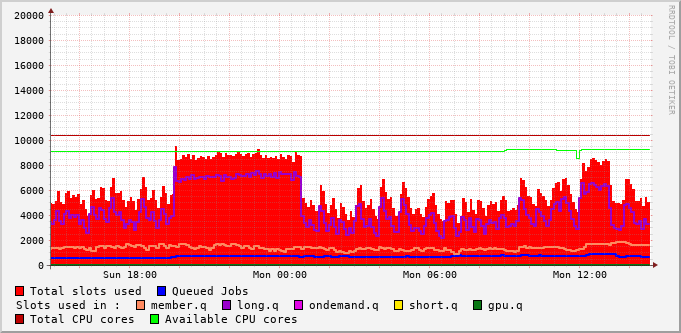 20000
18000
16000
14000
12000
10000
8000
6000
4000
2000
0
Sun 18:00 Mon 00:00 Mon 06:00 Mon 12:00
Total slots used Queued Jobs
Slots used in : member.q long.q ondemand.q short.q gpu.q
Total CPU cores Available CPU cores
RRDTOOL / TOBI OETIKER